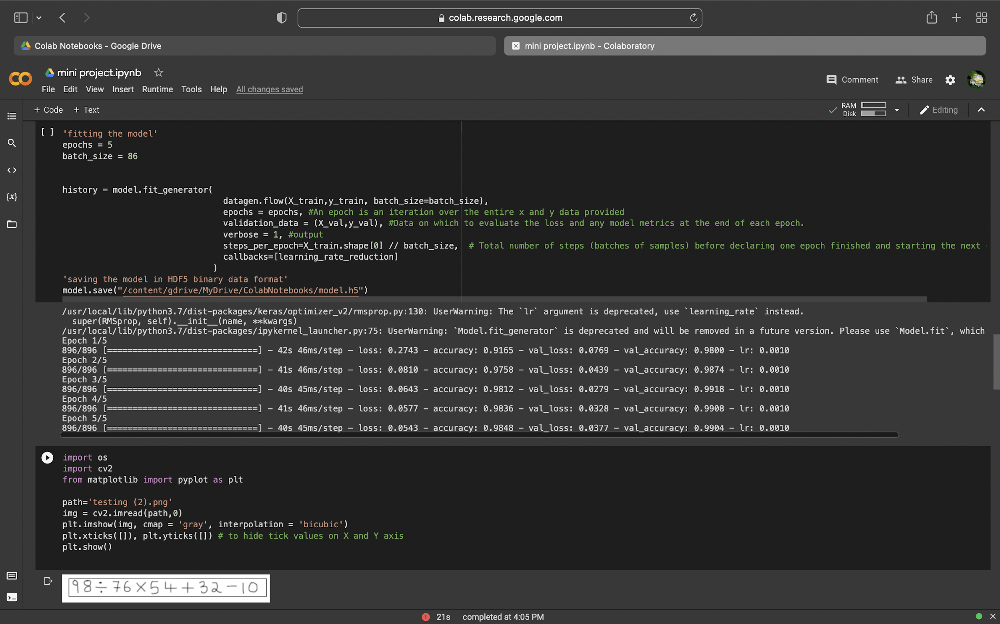 colab.research.google.com
Colab Notebooks - Google Drive
mini project.ipynb - Colaboratory
mini project.ipynb
Comment
Share
File Edit View Insert Runtime Tools Help All changes saved
+ Code + Text
RAM
Disk
Editing
[ ] 'fitting the model'
epochs = 5
batch_size = 86
history = model.fit_generator(
datagen.flow(X_train,y_train, batch_size=batch_size),
epochs = epochs, #An epoch is an iteration over the entire x and y data provided
validation_data = (X_val,y_val), #Data on which to evaluate the loss and any model metrics at the end of each epoch.
verbose = 1, #output
steps_per_epoch=X_train.shape[0] // batch_size, # Total number of steps (batches of samples) before declaring one epoch finished and starting the next
callbacks=[learning_rate_reduction]
)
'saving the model in HDF5 binary data format'
model.save("/content/gdrive/MyDrive/ColabNotebooks/model.h5")
/usr/local/lib/python3.7/dist-packages/keras/optimizer_v2/rmsprop.py:130: UserWarning: The `lr` argument is deprecated, use `learning_rate` instead.
super(RMSprop, self).__init__(name, **kwargs)
/usr/local/lib/python3.7/dist-packages/ipykernel_launcher.py:75: UserWarning: `Model.fit_generator` is deprecated and will be removed in a future version. Please use `Model.fit`, which
Epoch 1/5
896/896 [==============================] - 42s 46ms/step - loss: 0.2743 - accuracy: 0.9165 - val_loss: 0.0769 - val_accuracy: 0.9800 - lr: 0.0010
Epoch 2/5
896/896 [==============================] - 41s 46ms/step - loss: 0.0810 - accuracy: 0.9758 - val_loss: 0.0439 - val_accuracy: 0.9874 - lr: 0.0010
Epoch 3/5
896/896 [==============================] - 40s 45ms/step - loss: 0.0643 - accuracy: 0.9812 - val_loss: 0.0279 - val_accuracy: 0.9918 - lr: 0.0010
Epoch 4/5
896/896 [==============================] - 41s 46ms/step - loss: 0.0577 - accuracy: 0.9836 - val_loss: 0.0328 - val_accuracy: 0.9908 - lr: 0.0010
Epoch 5/5
896/896 [==============================] - 40s 45ms/step - loss: 0.0543 - accuracy: 0.9848 - val_loss: 0.0377 - val_accuracy: 0.9904 - lr: 0.0010
import os
import cv2
from matplotlib import pyplot as plt
path='testing (2).png'
img = cv2.imread(path,0)
plt.imshow(img, cmap = 'gray', interpolation = 'bicubic')
plt.xticks([]), plt.yticks([]) # to hide tick values on X and Y axis
plt.show()
98÷76×54+32-10
21s completed at 4:05 PM